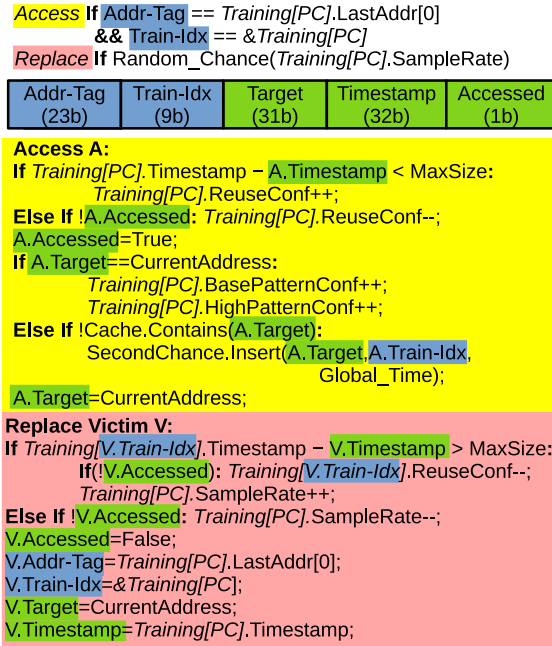 Access If Addr-Tag == Training[PC].LastAddr[0]
&& Train-Idx == &Training[PC]
Replace If Random_Chance(Training[PC].SampleRate)
Addr-Tag (23b) Train-Idx (9b) Target (31b) Timestamp (32b) Accessed (1b)
Access A:
If Training[PC].Timestamp − A.Timestamp < MaxSize:
Training[PC].ReuseConf++;
Else If !A.Accessed: Training[PC].ReuseConf--;
A.Accessed=True;
If A.Target==CurrentAddress:
Training[PC].BasePatternConf++;
Training[PC].HighPatternConf++;
Else If !Cache.Contains(A.Target):
SecondChance.Insert(A.Target,A.Train-Idx,
Global_Time);
A.Target=CurrentAddress;
Replace Victim V:
If Training[V.Train-Idx].Timestamp − V.Timestamp > MaxSize:
If(!V.Accessed): Training[V.Train-Idx].ReuseConf--;
Training[PC].SampleRate++;
Else If !V.Accessed: Training[PC].SampleRate--;
V.Accessed=False;
V.Addr-Tag=Training[PC].LastAddr[0];
V.Train-Idx=&Training[PC];
V.Target=CurrentAddress;
V.Timestamp=Training[PC].Timestamp;